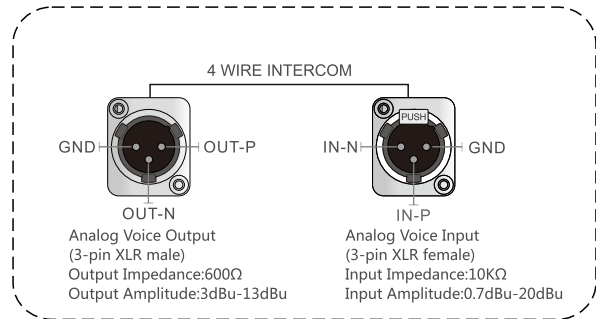 4 WIRE INTERCOM
PUSH
GND
OUT-P
IN-N
GND
OUT-N
IN-P
Analog Voice Output
(3-pin XLR male)
Output Impedance:600Ω
Output Amplitude:3dBu-13dBu
Analog Voice Input
(3-pin XLR female)
Input Impedance:10KΩ
Input Amplitude:0.7dBu-20dBu